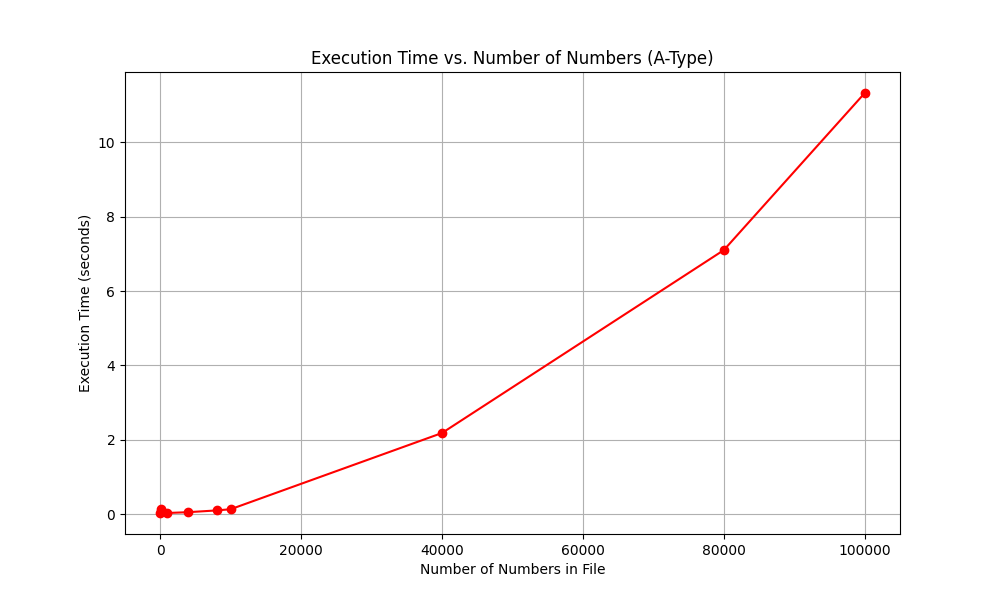 Execution Time vs. Number of Numbers (A-Type)
Execution Time (seconds)
10
8
6
4
2
0
0 20000 40000 60000 80000 100000
Number of Numbers in File